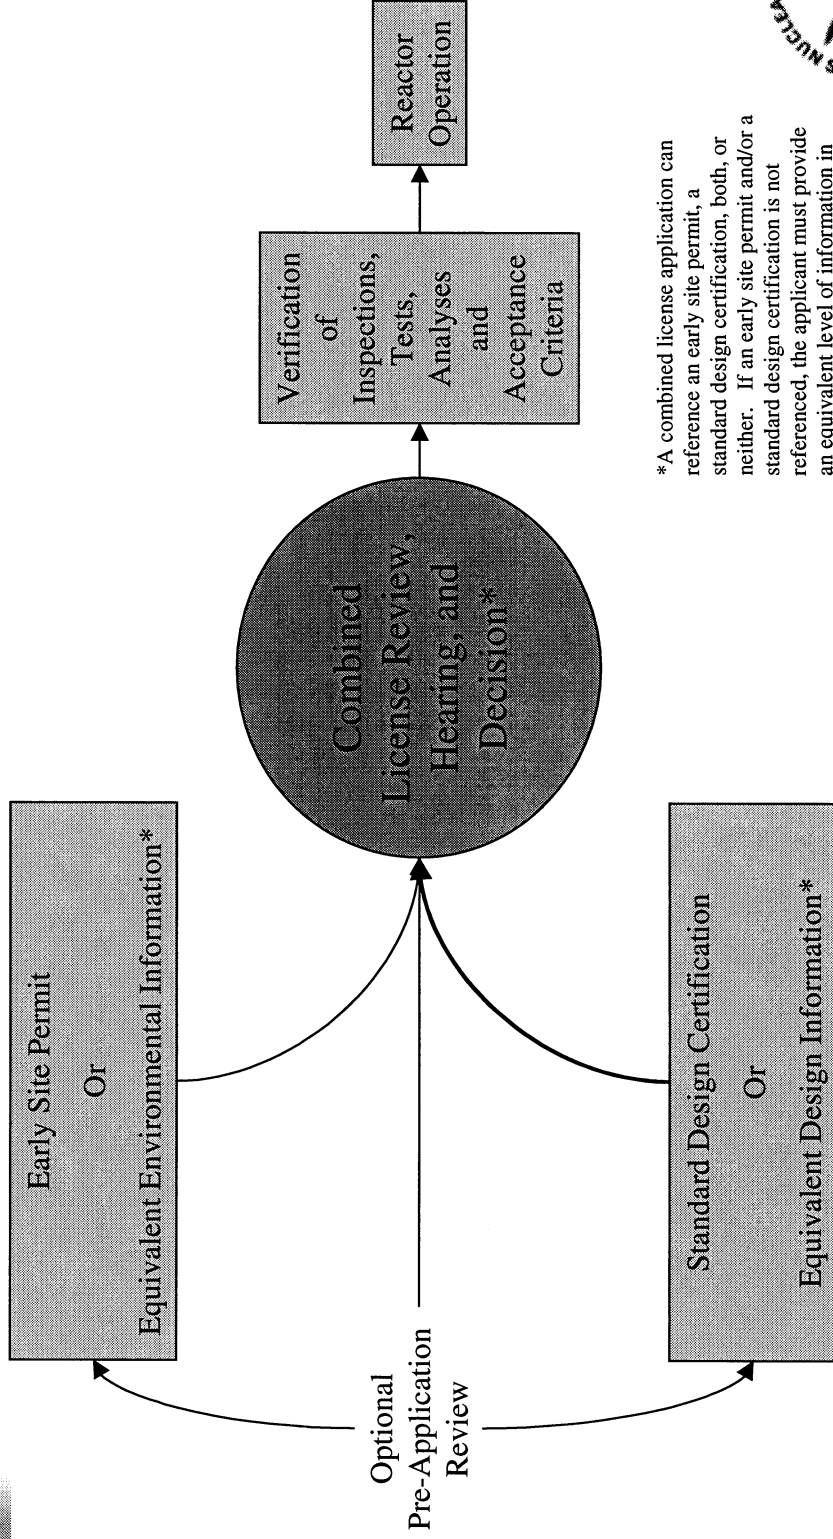 Optional
Pre-Application
Review
Early Site Permit
Or
Equivalent Environmental Information*
Standard Design Certification
Or
Equivalent Design Information*
Combined
License Review,
Hearing, and
Decision*
Verification
of
Inspections,
Tests,
Analyses
and
Acceptance
Criteria
Reactor
Operation
*A combined license application can
reference an early site permit, a
standard design certification, both, or
neither. If an early site permit and/or a
standard design certification is not
referenced, the applicant must provide
an equivalent level of information in